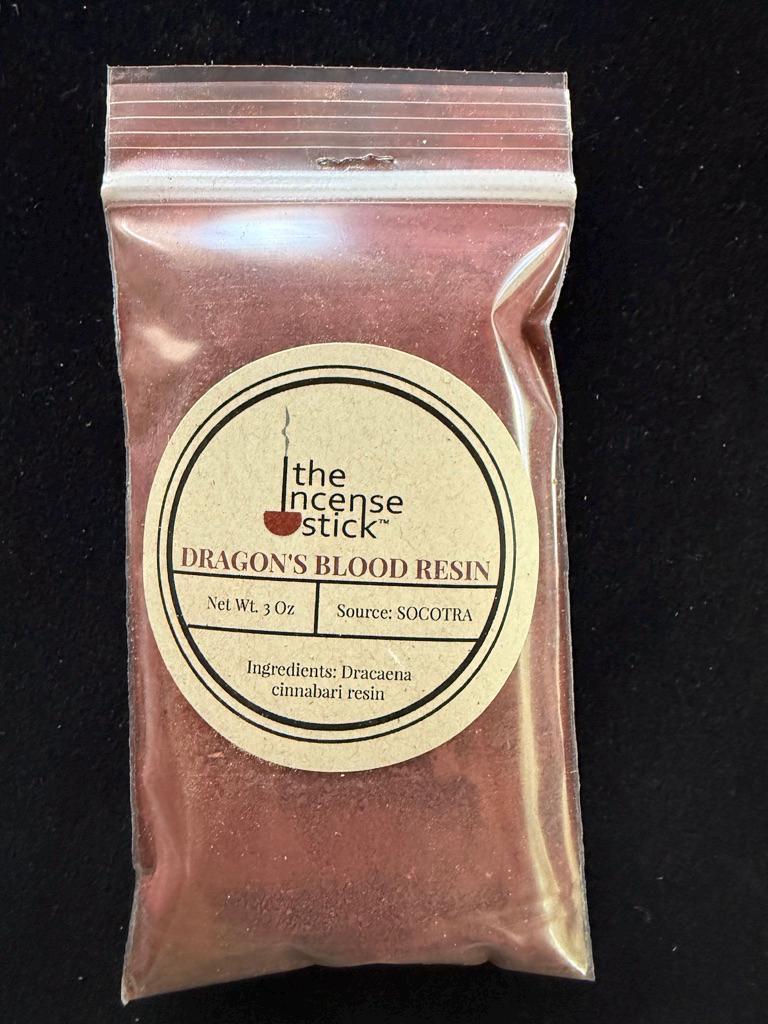 the
incense
stick™
DRAGON'S BLOOD RESIN
Net Wt. 3 Oz
Source: SOCOTRA
Ingredients: Dracaena
cinnabari resin